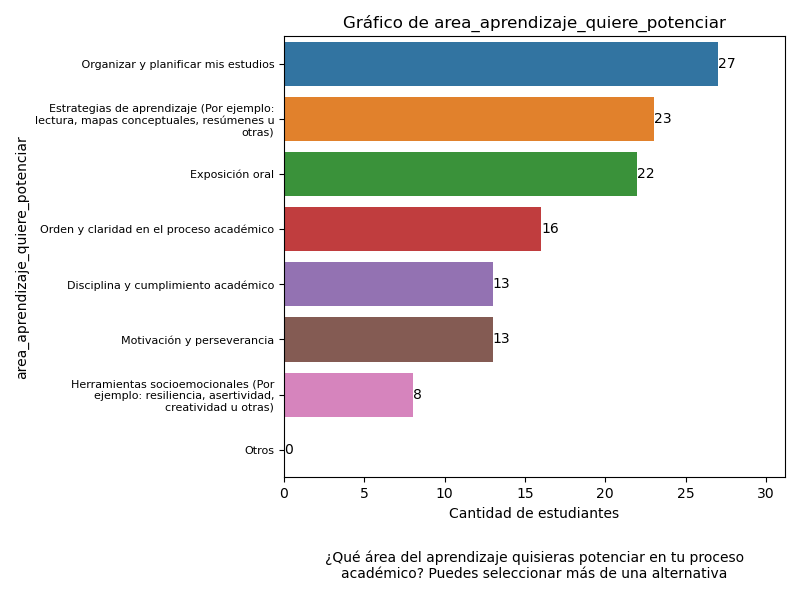 Gráfico de area_aprendizaje_quiere_potenciar
area_aprendizaje_quiere_potenciar
Organizar y planificar mis estudios
27
Estrategias de aprendizaje (Por ejemplo:
lectura, mapas conceptuales, resúmenes u
otras)
23
Exposición oral
22
Orden y claridad en el proceso académico
16
Disciplina y cumplimiento académico
13
Motivación y perseverancia
13
Herramientas socioemocionales (Por
ejemplo: resiliencia, asertividad,
creatividad u otras)
8
Otros
0
0 5 10 15 20 25 30
Cantidad de estudiantes
¿Qué área del aprendizaje quisieras potenciar en tu proceso
académico? Puedes seleccionar más de una alternativa